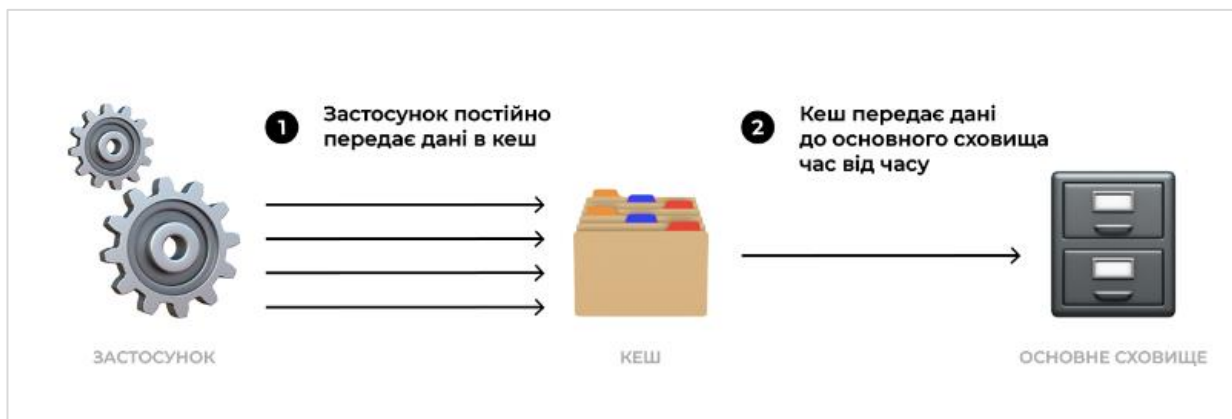 1
Застосунок постійно
передає дані в кеш
2
Кеш передає дані
до основного сховища
час від часу
ЗАСТОСУНОК
КЕШ
ОСНОВНЕ СХОВИЩЕ